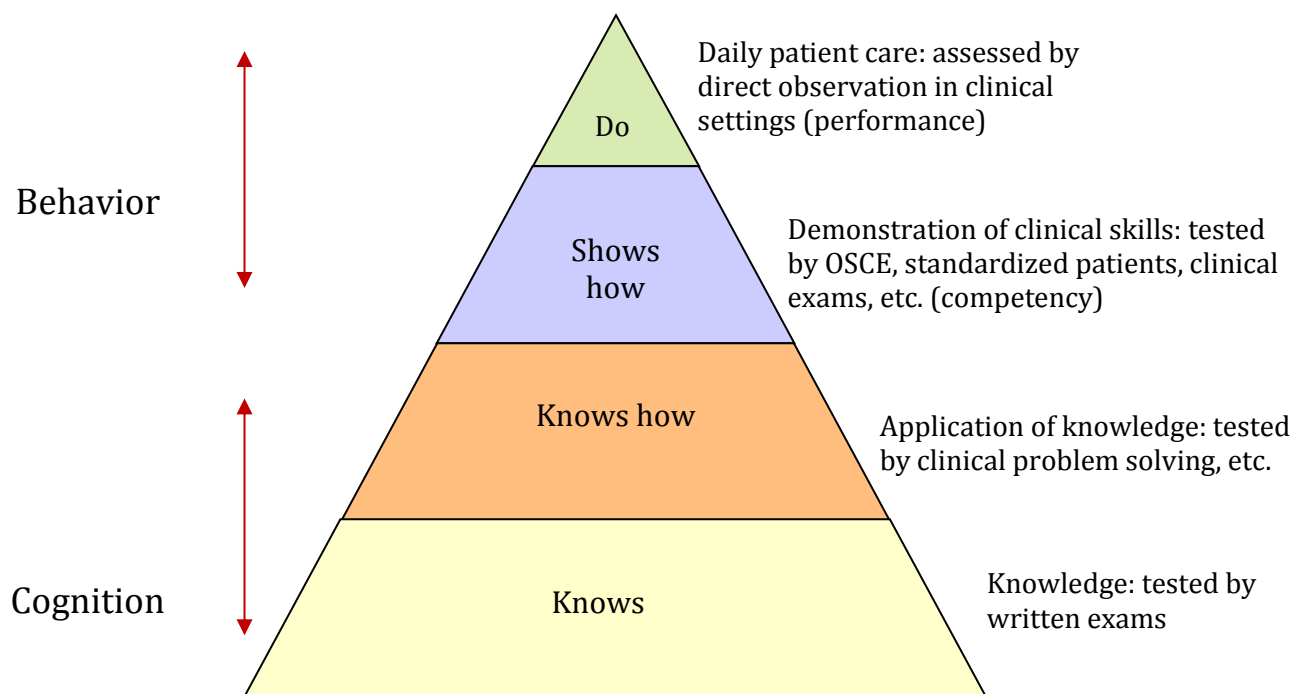 Daily patient care: assessed by
direct observation in clinical
settings (performance)
Do
Behavior
Shows
how
Demonstration of clinical skills: tested
by OSCE, standardized patients, clinical
exams, etc. (competency)
Knows how
Application of knowledge: tested
by clinical problem solving, etc.
Cognition
Knows
Knowledge: tested by
written exams